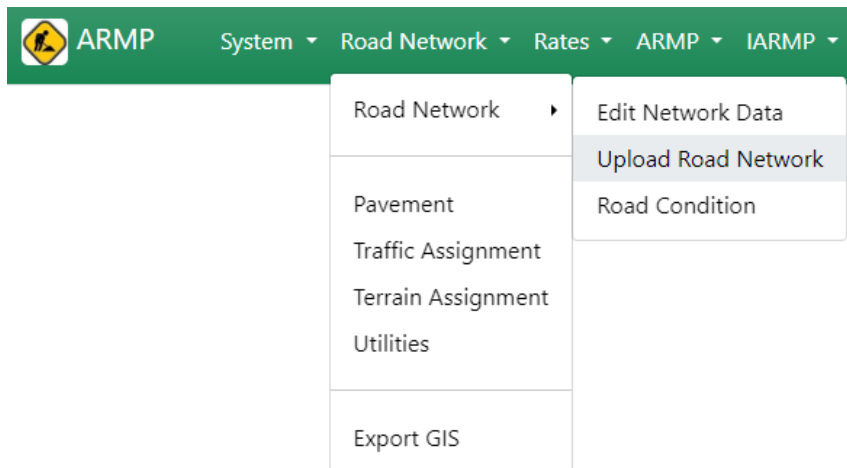 ARMP System Road Network Rates ARMP IARMP
Road Network
Edit Network Data
Upload Road Network
Pavement
Road Condition
Traffic Assignment
Terrain Assignment
Utilities
Export GIS